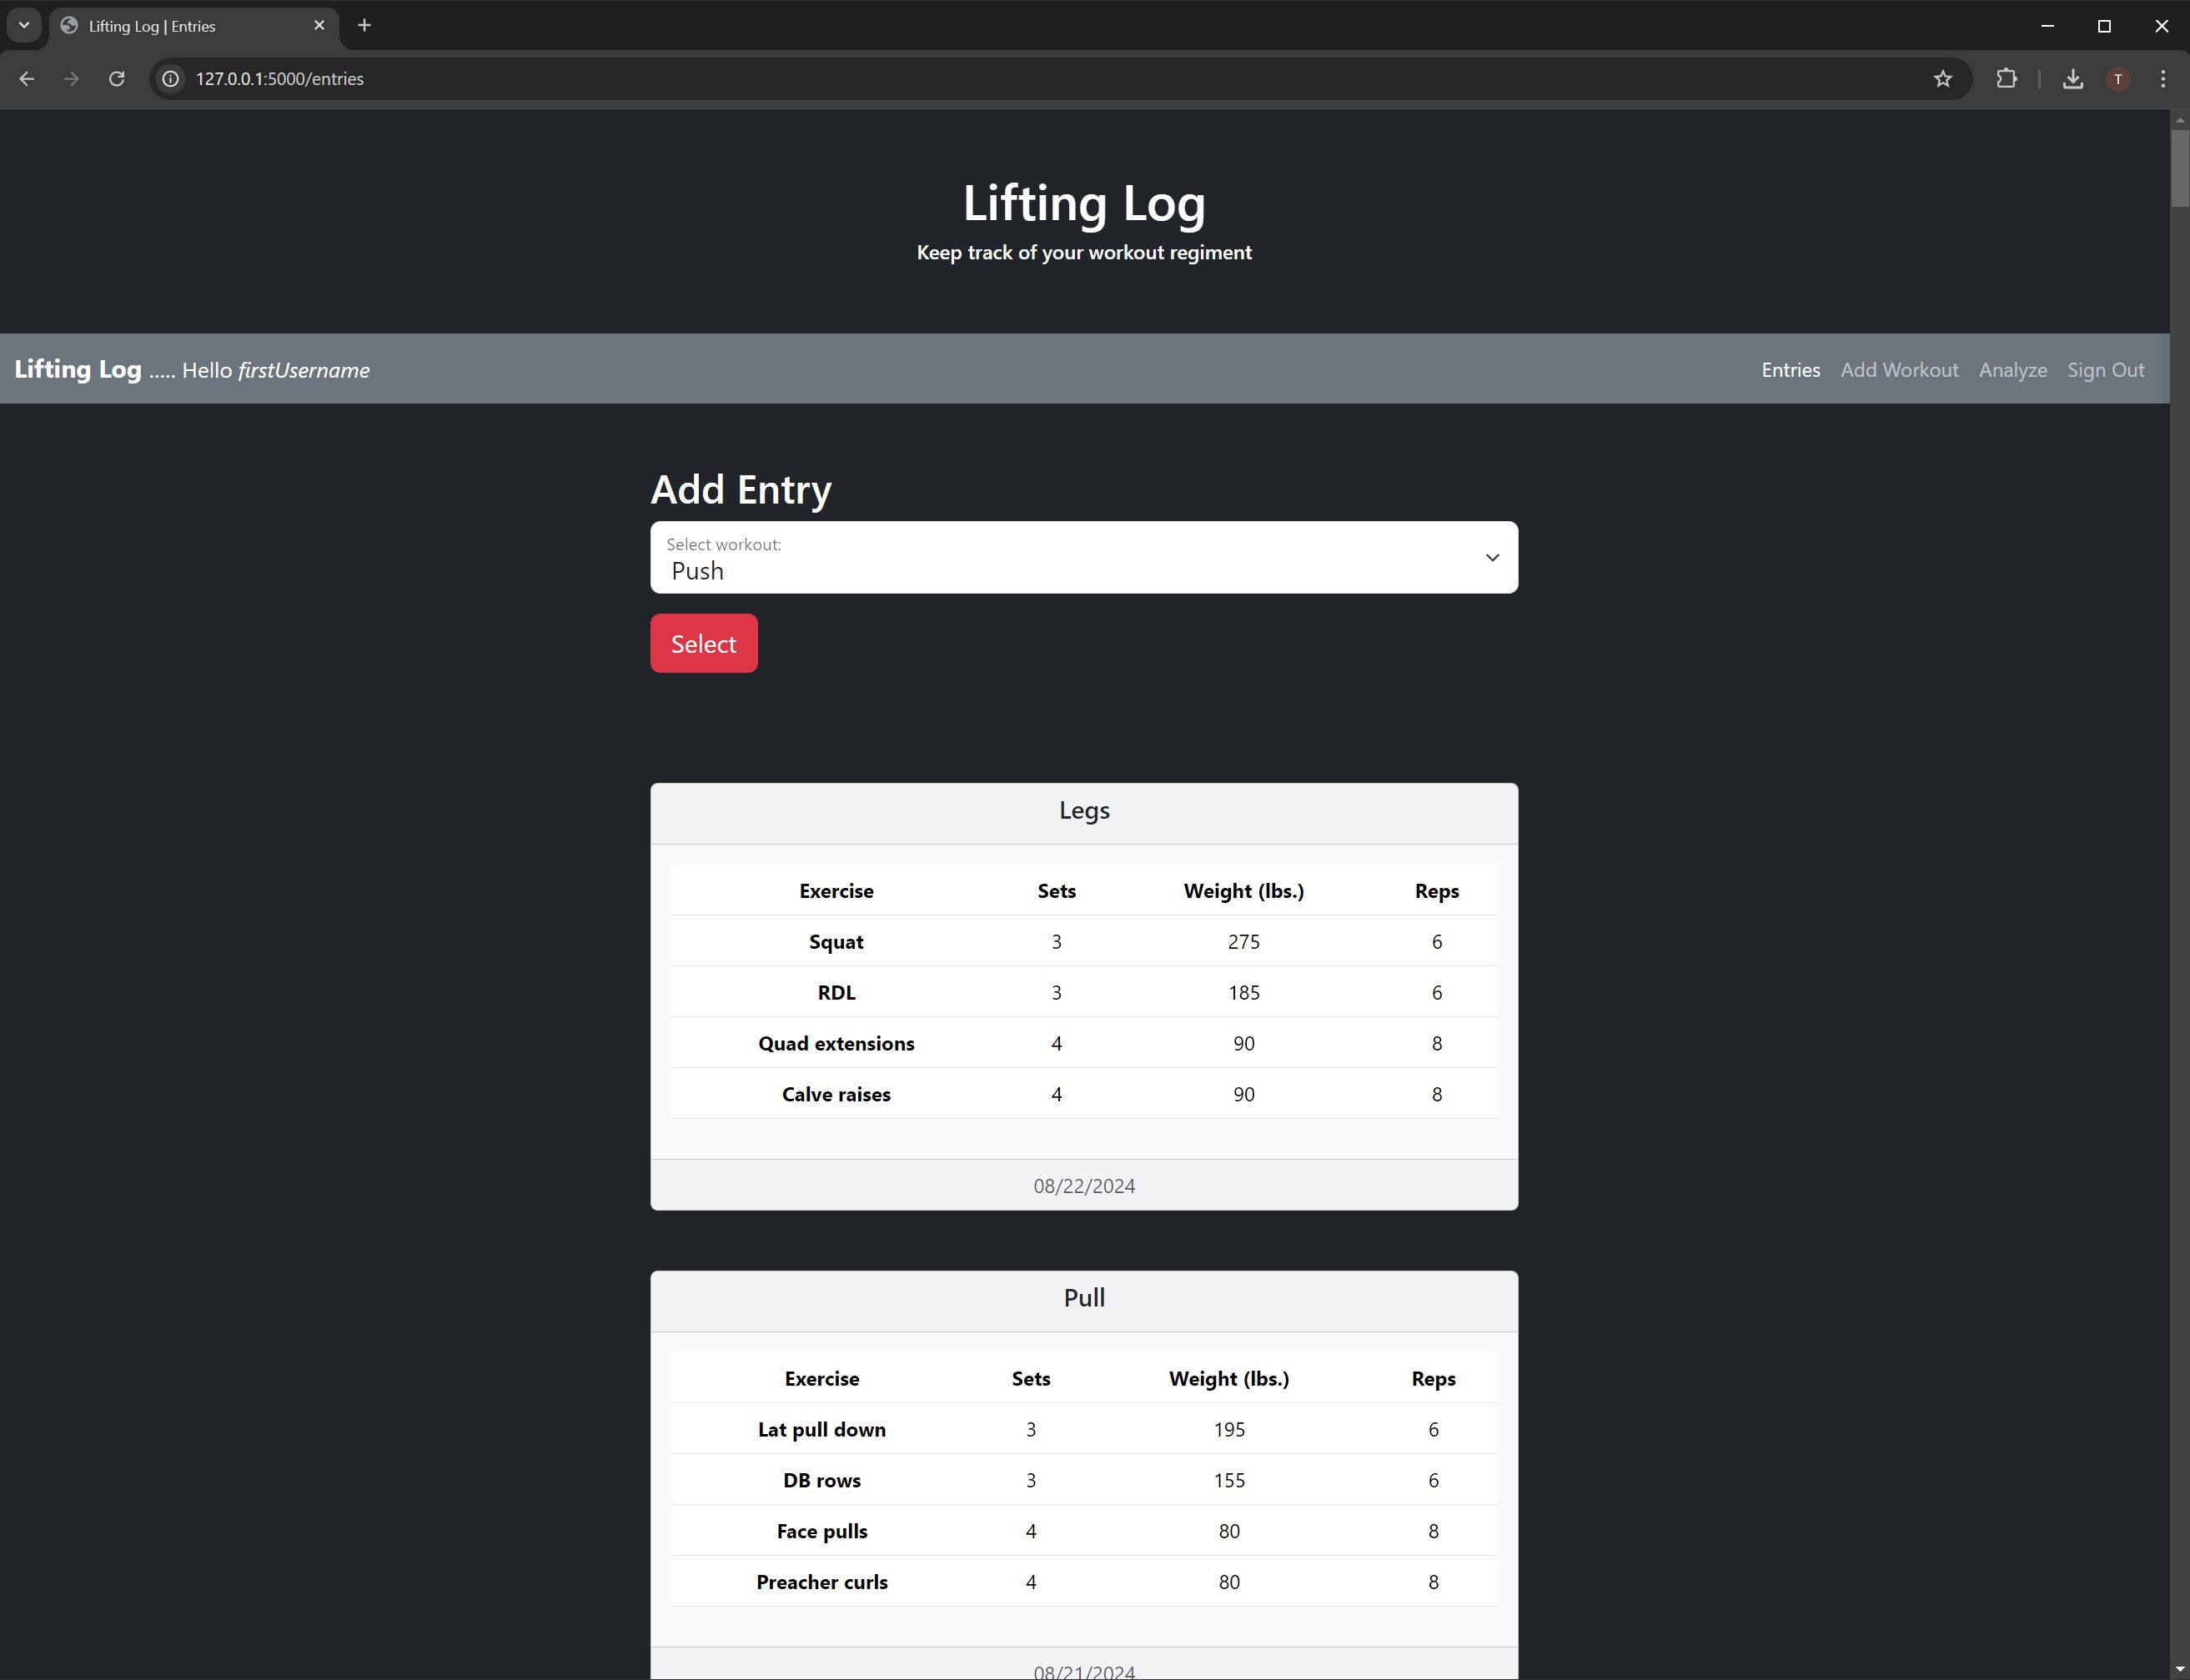 Lifting Log | Entries
127.0.0.1:5000/entries
T
Lifting Log
Keep track of your workout regiment
Lifting Log ..... Hello firstUsername Entries Add Workout Analyze Sign Out
Add Entry
Select workout:
Push
Select
Legs
Exercise Sets Weight (lbs.) Reps
Squat 3 275 6
RDL 3 185 6
Quad extensions 4 90 8
Calve raises 4 90 8
08/22/2024
Pull
Exercise Sets Weight (lbs.) Reps
Lat pull down 3 195 6
DB rows 3 155 6
Face pulls 4 80 8
Preacher curls 4 80 8
08/21/2024